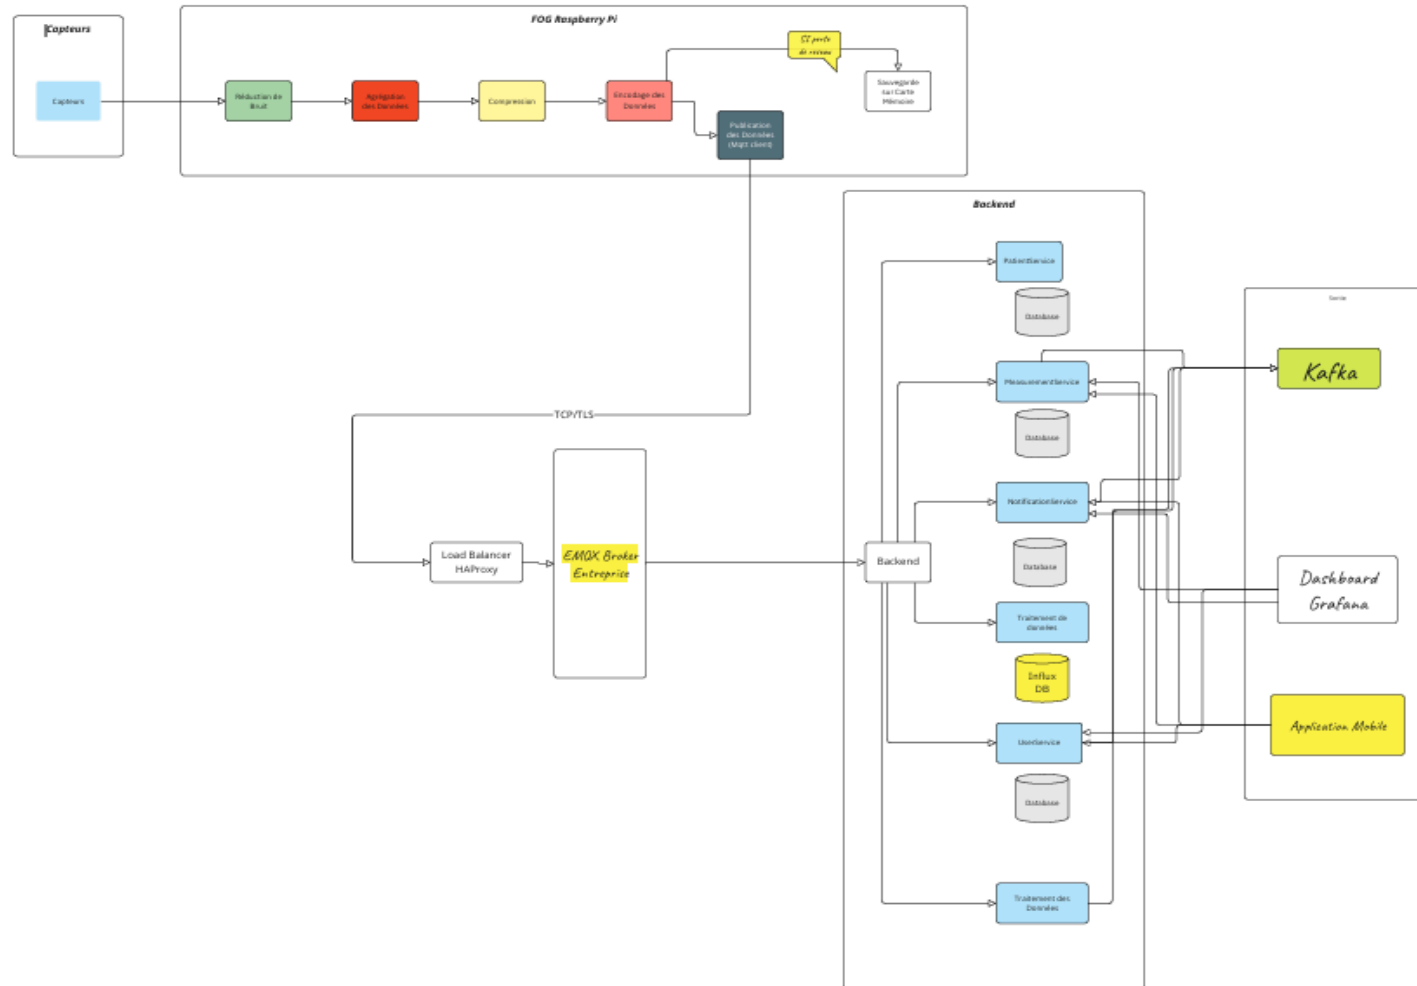 Capteurs
FOG Raspberry Pi
Capteurs
Réduction de
Bruit
Agrégation
des Données
Compression
Encodage des
Données
SI perte
de réseau
Sauvegarde
sur Carte
Mémoire
Publication
des Données
(Mqtt client)
TCP/TLS
Load Balancer
HAProxy
EMQX Broker
Entreprise
Backend
Backend
PatientService
Database
MeasurementService
Database
NotificationService
Database
Traitement de
données
Influx
DB
UserService
Database
Traitement des
Données
Kafka
Dashboard
Grafana
Application Mobile